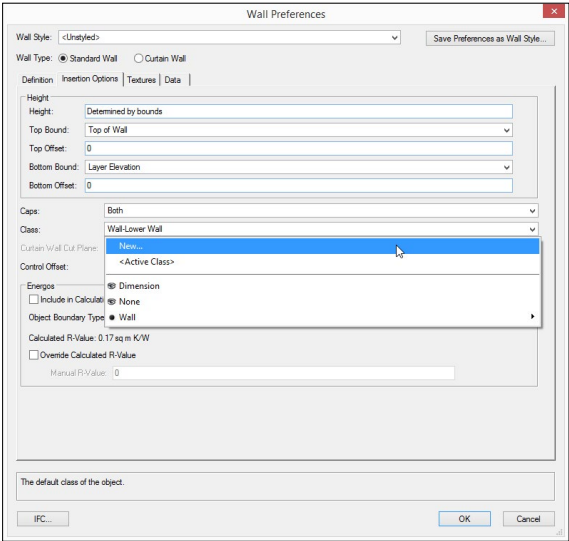 Wall Preferences
×
Wall Style: <Unstyled> Save Preferences as Wall Style...
Wall Type: Standard Wall Curtain Wall
Definition Insertion Options Textures Data
Height
Height: Determined by bounds
Top Bound: Top of Wall
Top Offset: 0
Bottom Bound: Layer Elevation
Bottom Offset: 0
Caps: Both
Class: Wall-Lower Wall
Curtain Wall Cut Plane: New...
<Active Class>
Control Offset:
Energos Dimension
Include in Calculati None
Object Boundary Type Wall
Calculated R-Value: 0.17 sq m K/W
Override Calculated R-Value
Manual R-Value: 0
The default class of the object.
IFC... OK Cancel